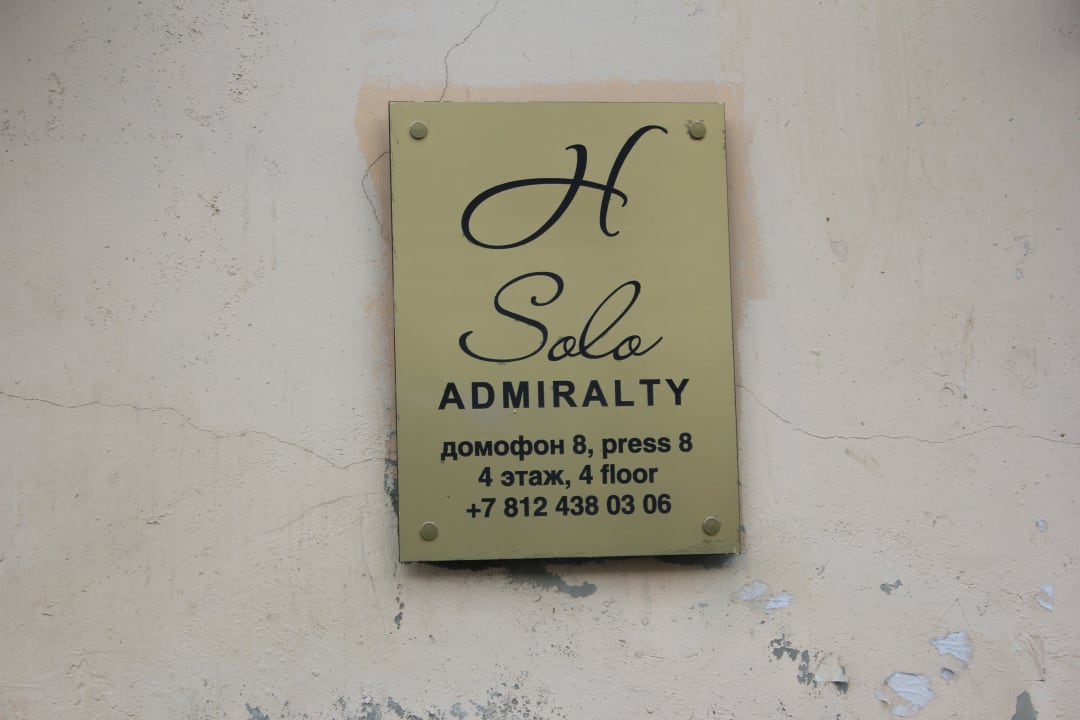 H
Solo
ADMIRALTY
домофон 8, press 8
4 этаж, 4 floor
+7 812 438 03 06